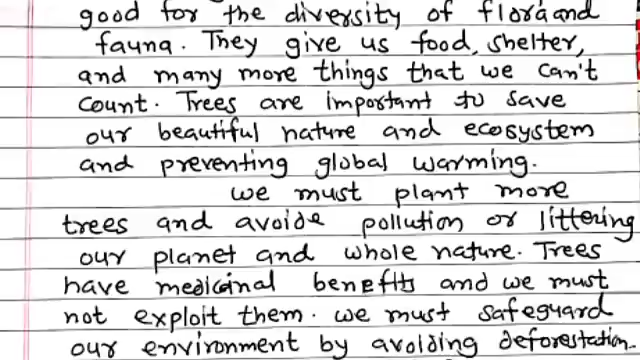 good for the diversity of flora and
fauna. They give us food, shelter,
and many more things that we can't
count. Trees are important to save
our beautiful nature and ecosystem
and preventing global warming.
we must plant more
trees and avoide pollution or littering
our planet and whole nature. Trees
have medicinal benefits and we must
not exploit them. we must safeguard
our environment by avoiding deforestation.